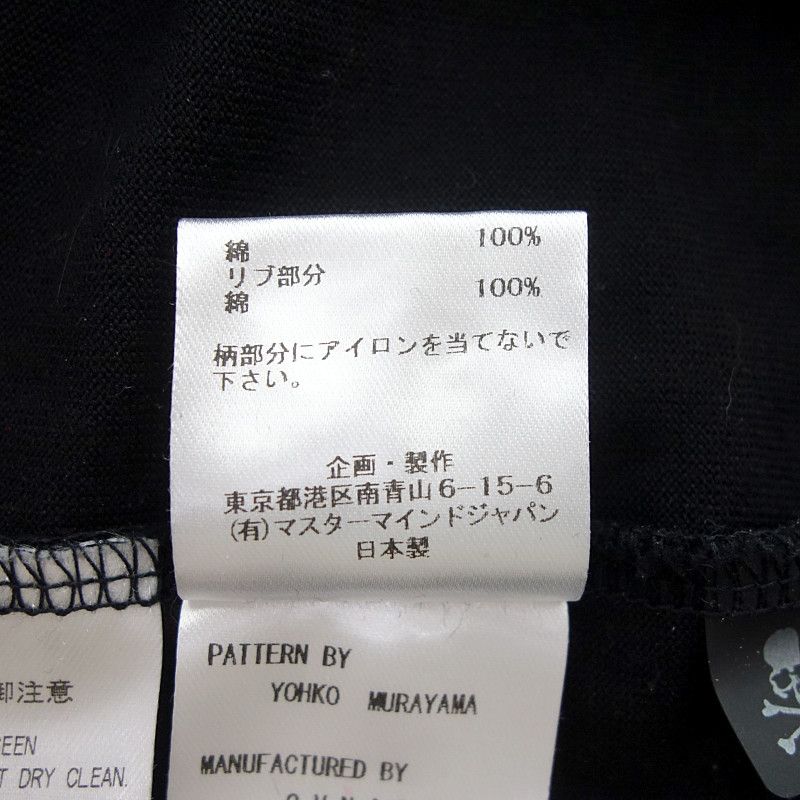 綿 100%
リブ部分
綿 100%
柄部分にアイロンを当てないで
下さい。
企画・製作
東京都港区南青山6-15-6
(有)マスターマインドジャパン
日本製
PATTERN BY
YOHKO MURAYAMA
MANUFACTURED BY
御注意
DRY CLEAN.